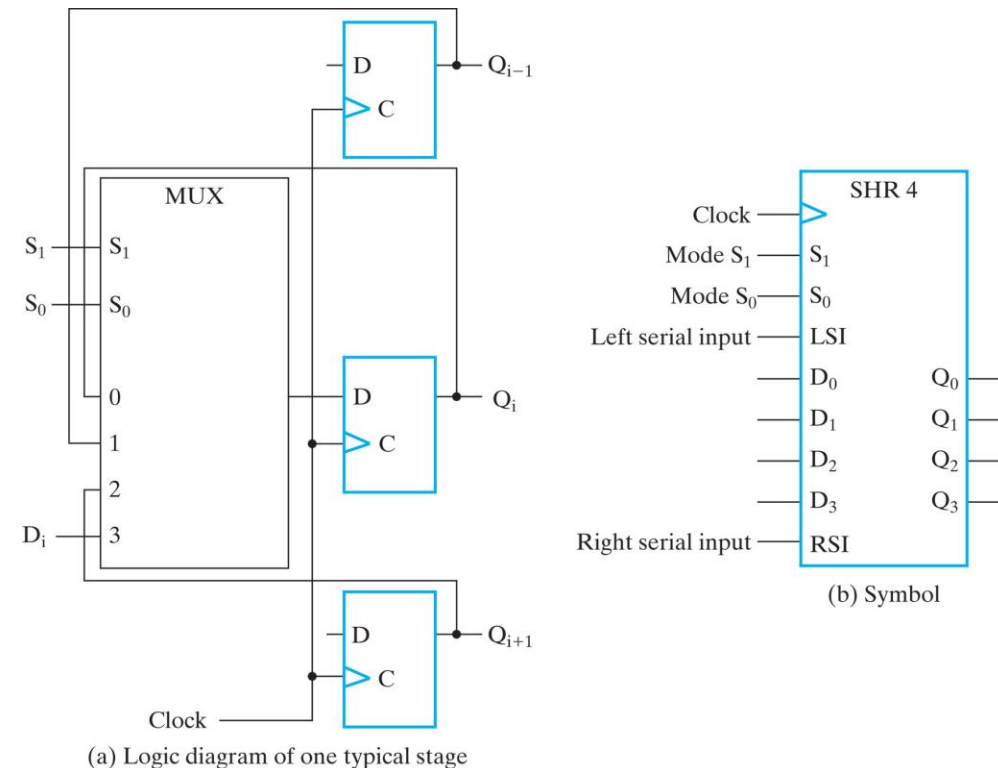 D
Q_{i−1}
C
MUX
S_1 S_1
S_0 S_0
0
D
Q_i
1
C
2
D_i 3
D
Q_{i+1}
C
Clock
(a) Logic diagram of one typical stage
SHR 4
Clock
Mode S_1 S_1
Mode S_0 S_0
Left serial input LSI
D_0 Q_0
D_1 Q_1
D_2 Q_2
D_3 Q_3
Right serial input RSI
(b) Symbol